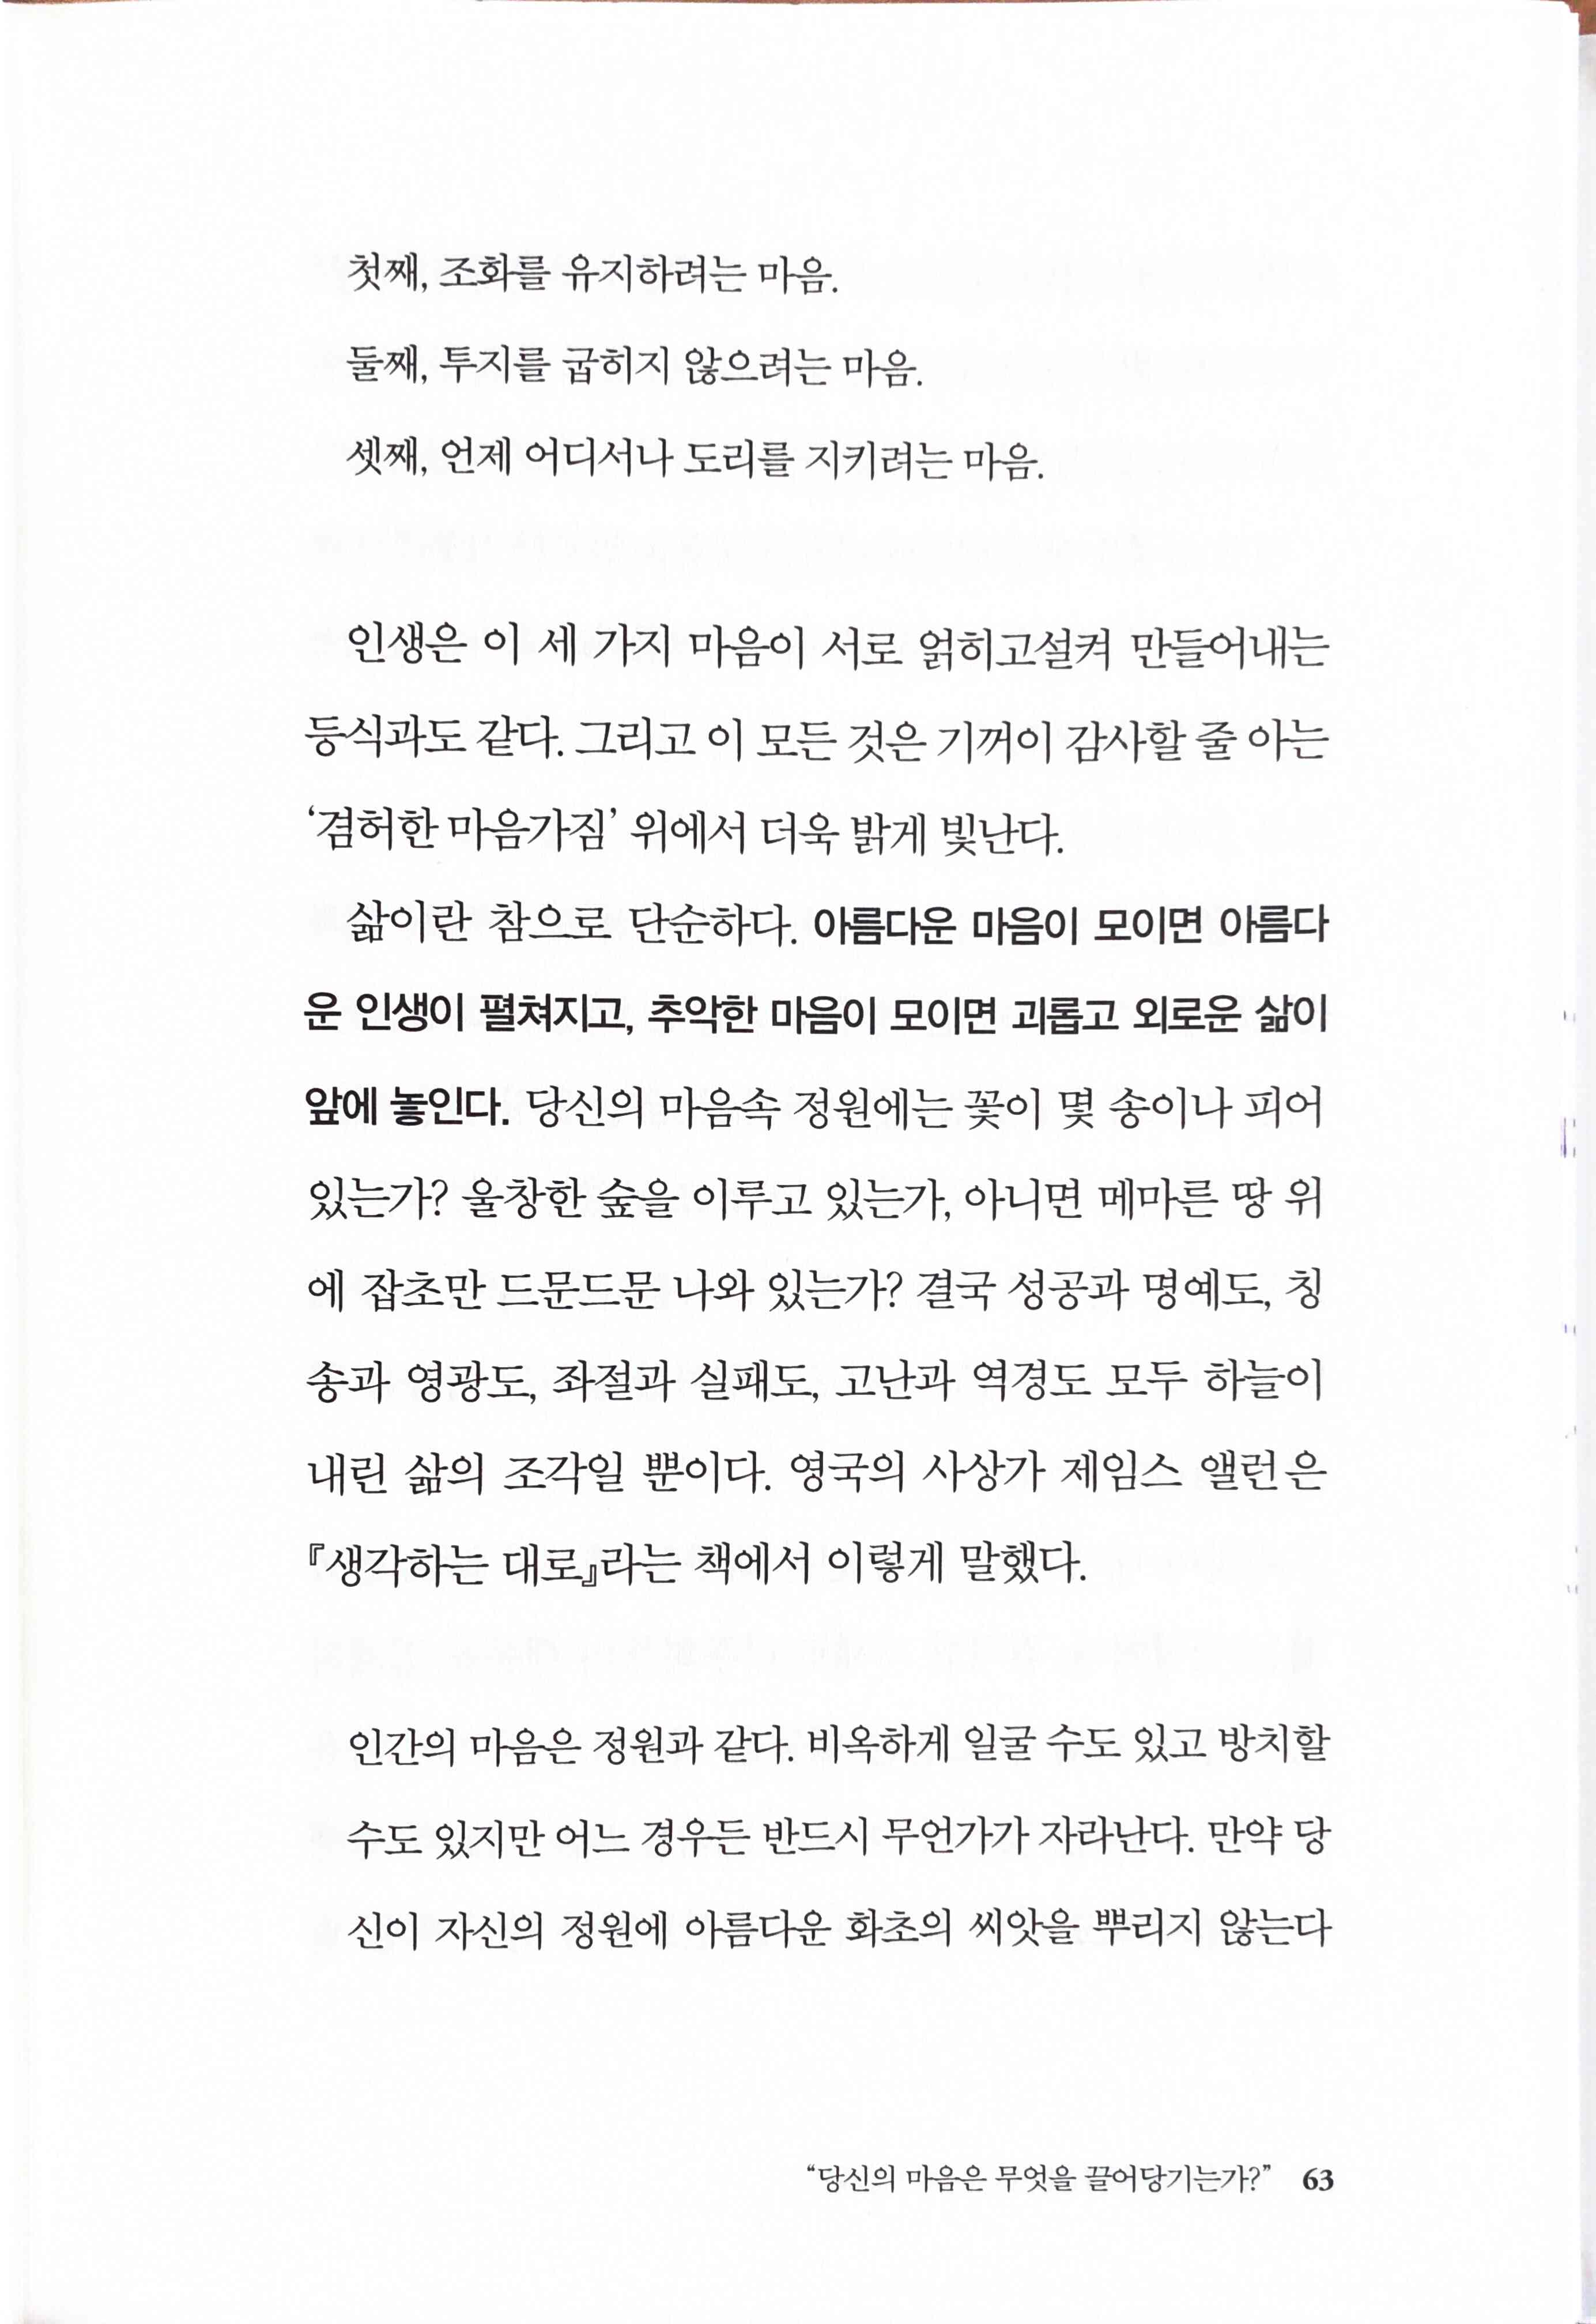 첫째, 조화를 유지하려는 마음.
둘째, 투지를 굽히지 않으려는 마음.
셋째, 언제 어디서나 도리를 지키려는 마음.
인생은 이 세 가지 마음이 서로 얽히고설켜 만들어내는
등식과도 같다. 그리고 이 모든 것은 기꺼이 감사할 줄 아는
‘겸허한 마음가짐’ 위에서 더욱 밝게 빛난다.
삶이란 참으로 단순하다. 아름다운 마음이 모이면 아름다
운 인생이 펼쳐지고, 추악한 마음이 모이면 괴롭고 외로운 삶이
앞에 놓인다. 당신의 마음속 정원에는 꽃이 몇 송이나 피어
있는가? 울창한 숲을 이루고 있는가, 아니면 메마른 땅 위
에 잡초만 드문드문 나와 있는가? 결국 성공과 명예도, 칭
송과 영광도, 좌절과 실패도, 고난과 역경도 모두 하늘이
내린 삶의 조각일 뿐이다. 영국의 사상가 제임스 앨런은
『생각하는 대로』라는 책에서 이렇게 말했다.
인간의 마음은 정원과 같다. 비옥하게 일굴 수도 있고 방치할
수도 있지만 어느 경우든 반드시 무언가가 자라난다. 만약 당
신이 자신의 정원에 아름다운 화초의 씨앗을 뿌리지 않는다
“당신의 마음은 무엇을 끌어당기는가?” 63